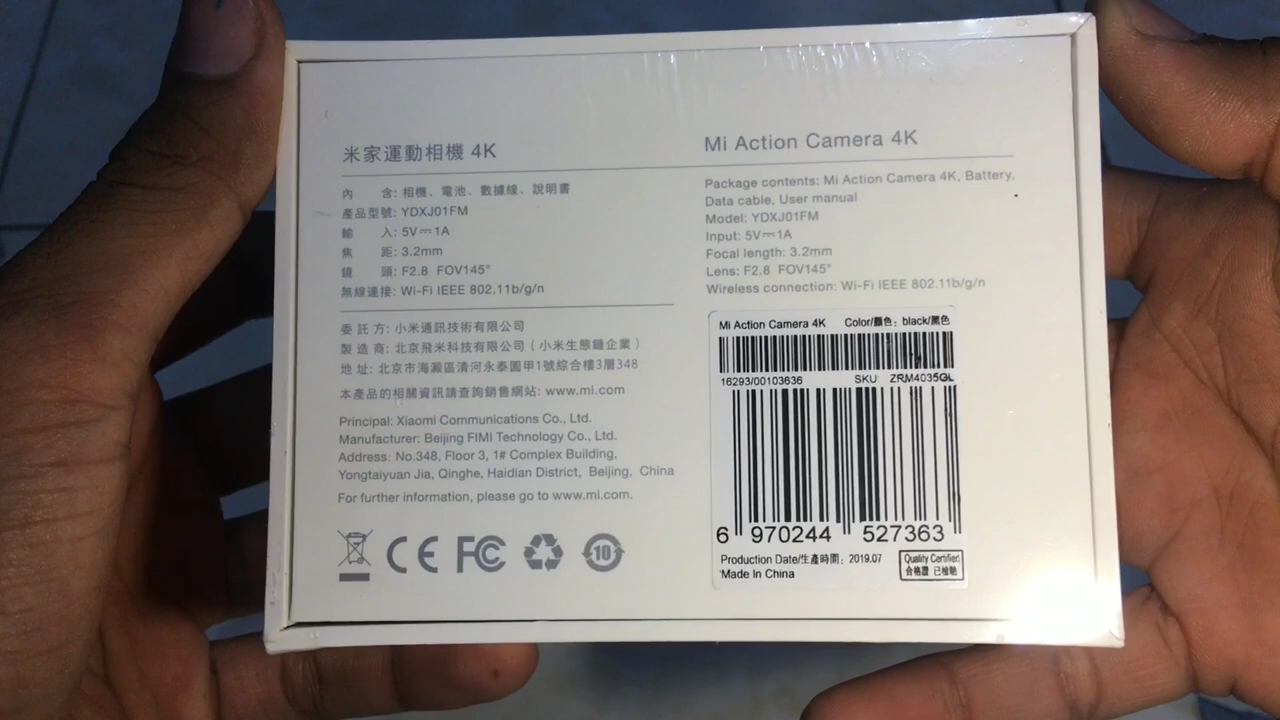 米家運動相機 4K
內 含: 相機、電池、數據線、說明書
產品型號: YDXJ01FM
輸 入: 5V⎓1A
焦 距: 3.2mm
鏡 頭: F2.8 FOV145°
無線連接: Wi-Fi IEEE 802.11b/g/n
委 託 方: 小米通訊技術有限公司
製 造 商: 北京飛米科技有限公司（小米生態鏈企業）
地 址: 北京市海澱區清河永泰園甲1號綜合樓3層348
本產品的相關資訊請查詢銷售網站: www.mi.com
Principal: Xiaomi Communications Co., Ltd.
Manufacturer: Beijing FIMI Technology Co., Ltd.
Address: No.348, Floor 3, 1# Complex Building,
Yongtaiyuan Jia, Qinghe, Haidian District, Beijing, China
For further information, please go to www.mi.com.
CE FC 10
Mi Action Camera 4K
Package contents: Mi Action Camera 4K, Battery,
Data cable, User manual
Model: YDXJ01FM
Input: 5V⎓1A
Focal length: 3.2mm
Lens: F2.8 FOV145°
Wireless connection: Wi-Fi IEEE 802.11b/g/n
Mi Action Camera 4K Color/顏色: black/黑色
16293/00103636 SKU: ZRM4035GL
6 970244 527363
Production Date/生產時間: 2019.07
Made In China
Quality Certified
合格證 已檢驗